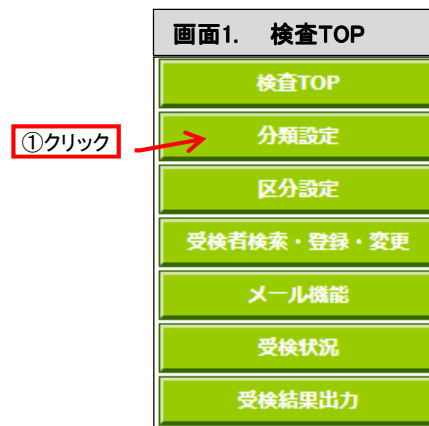 画面1. 検査TOP
検査TOP
①クリック
分類設定
区分設定
受検者検索・登録・変更
メール機能
受検状況
受検結果出力